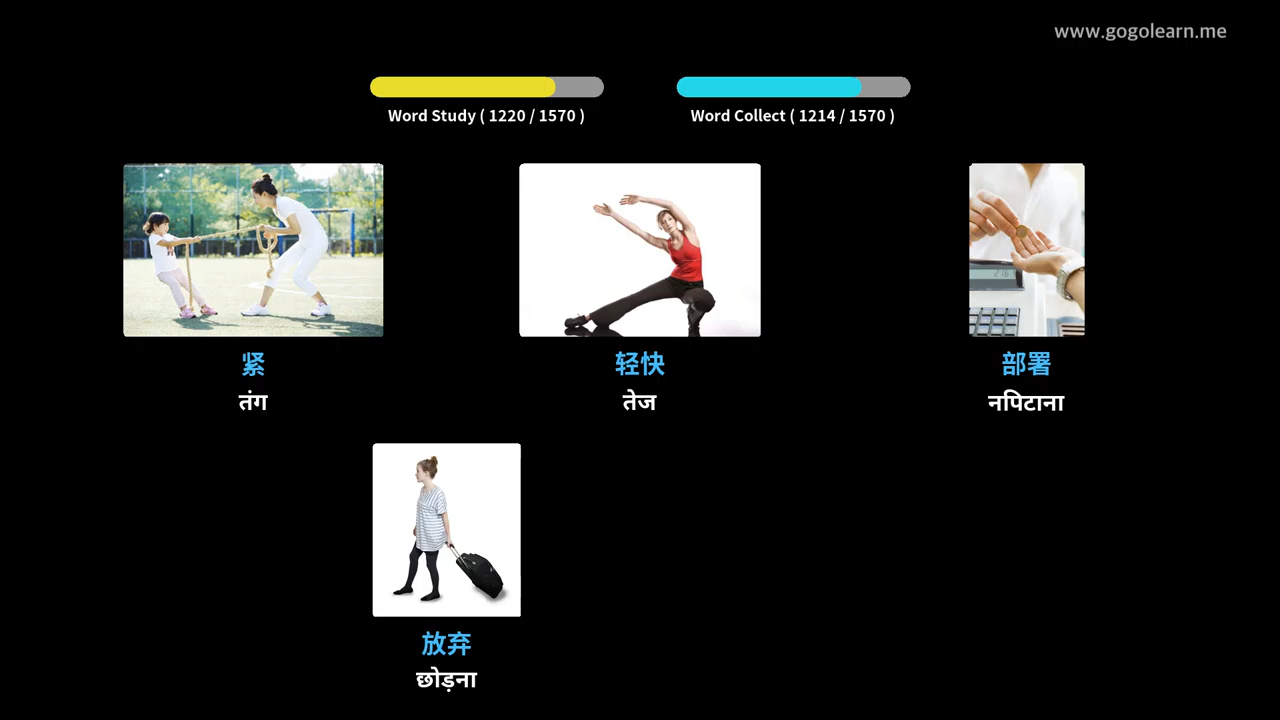 www.gogolearn.me
Word Study ( 1220 / 1570 )
Word Collect ( 1214 / 1570 )
紧
轻快
部署
तंग
तेज
नपिटाना
放弃
छोड़ना